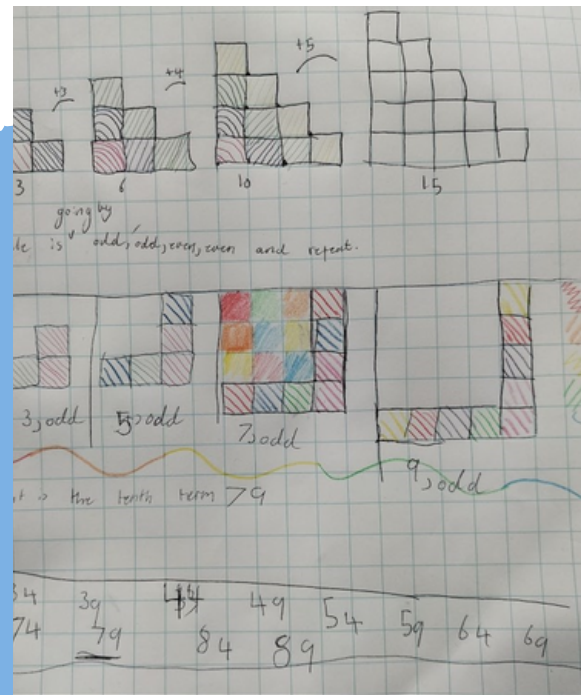 +3 +4 +5
3 6 10 15
going by
is odd, odd, even, even and repeat.
3, odd 5, odd 7, odd 9, odd
the tenth term 79
34 39 44 49 54 59 64 69
74 79 84 89